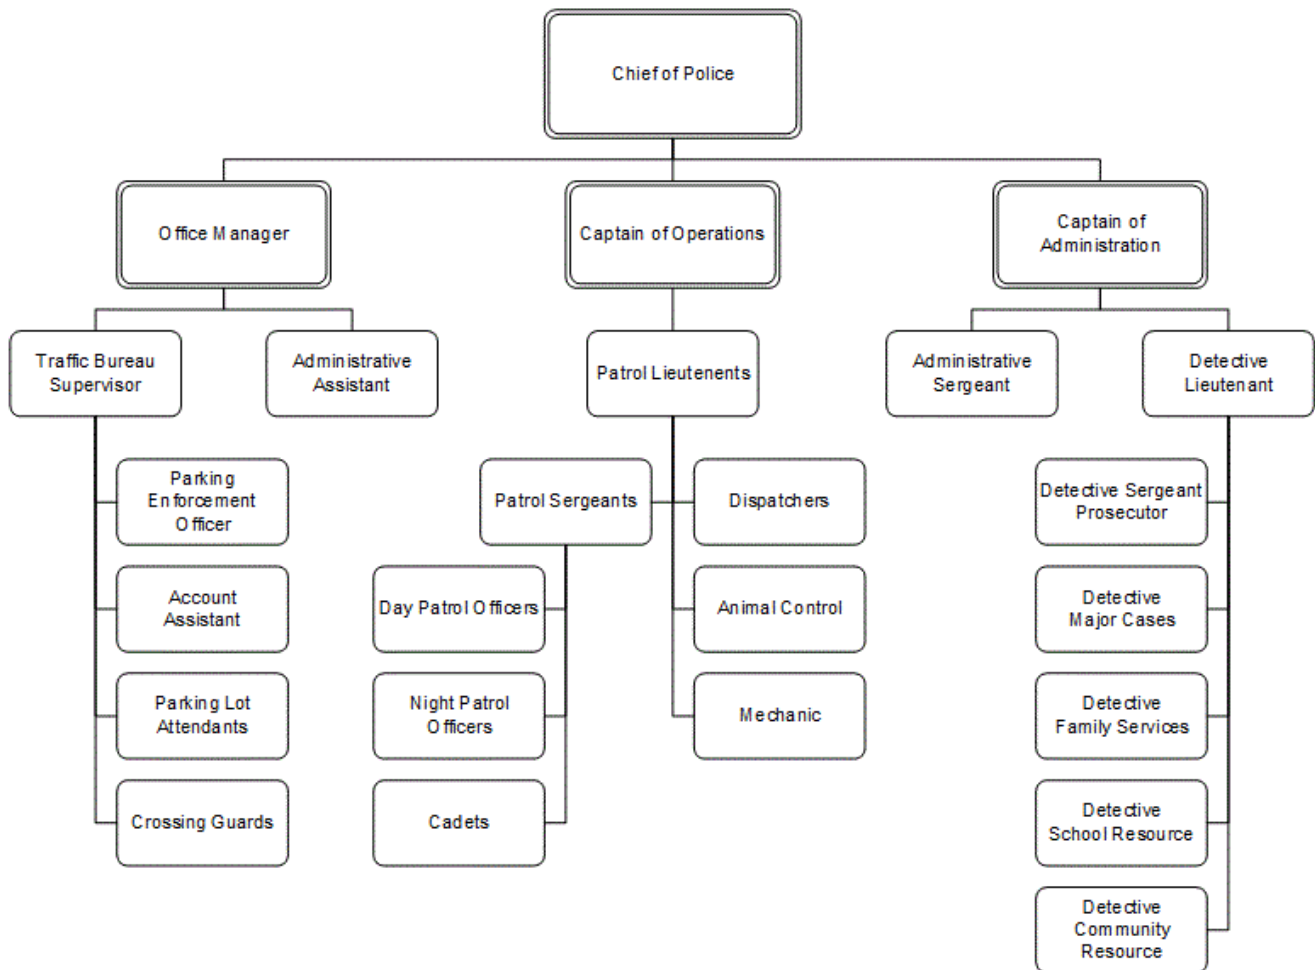 Chief of Police
Office Manager
Captain of Operations
Captain of
Administration
Traffic Bureau
Supervisor
Administrative
Assistant
Patrol Lieutenents
Administrative
Sergeant
Detective
Lieutenant
Parking
Enforcement
Officer
Account
Assistant
Parking Lot
Attendants
Crossing Guards
Patrol Sergeants
Day Patrol Officers
Night Patrol
Officers
Cadets
Dispatchers
Animal Control
Mechanic
Detective Sergeant
Prosecutor
Detective
Major Cases
Detective
Family Services
Detective
School Resource
Detective
Community
Resource